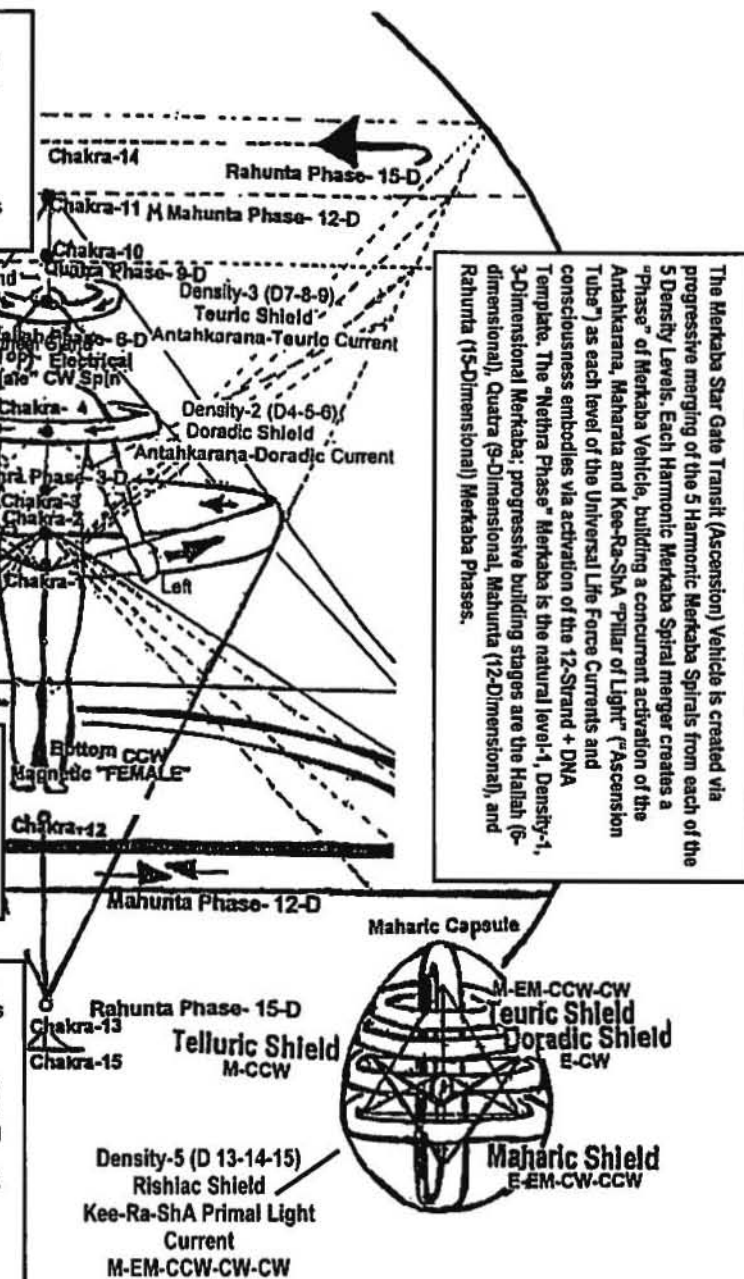 Chakra-14
Rahunta Phase- 15-D
Chakra-11
Mahunta Phase- 12-D
Chakra-10
Quatra Phase- 9-D
Density-3 (D7-8-9)
Teuric Shield
Antahkarana-Teuric Current
Phase- 6-D
Electrical
CW Spin
Chakra- 4
Density-2 (D4-5-6)
Doradic Shield
Antahkarana-Doradic Current
Phase- 3-D
Chakra-3
Chakra-2
Chakra-1
Left
Bottom CCW
Magnetic "FEMALE"
Chakra-12
Mahunta Phase- 12-D
Rahunta Phase- 15-D
Chakra-13
Chakra-15
The Merkaba Star Gate Transit (Ascension) Vehicle is created via
progressive merging of the 5 Harmonic Merkaba Spirals from each of the
5 Density Levels. Each Harmonic Merkaba Spiral merger creates a
"Phase" of Merkaba Vehicle, building a concurrent activation of the
Antahkarana, Maharata and Kee-Ra-ShA "Pillar of Light" ("Ascension
Tube") as each level of the Universal Life Force Currents and
consciousness embodies via activation of the 12-Strand + DNA
Template. The "Nethra Phase" Merkaba is the natural level-1, Density-1,
3-Dimensional Merkaba; progressive building stages are the Hallah (6-
dimensional), Quatra (9-Dimensional, Mahunta (12-Dimensional), and
Rahunta (15-Dimensional) Merkaba Phases.
Maharic Capsule
M-EM-CCW-CW
Teuric Shield
Doradic Shield
E-CW
Telluric Shield
M-CCW
Maharic Shield
E-EM-CW-CCW
Density-5 (D 13-14-15)
Rishiac Shield
Kee-Ra-ShA Primal Light
Current
M-EM-CCW-CW-CW